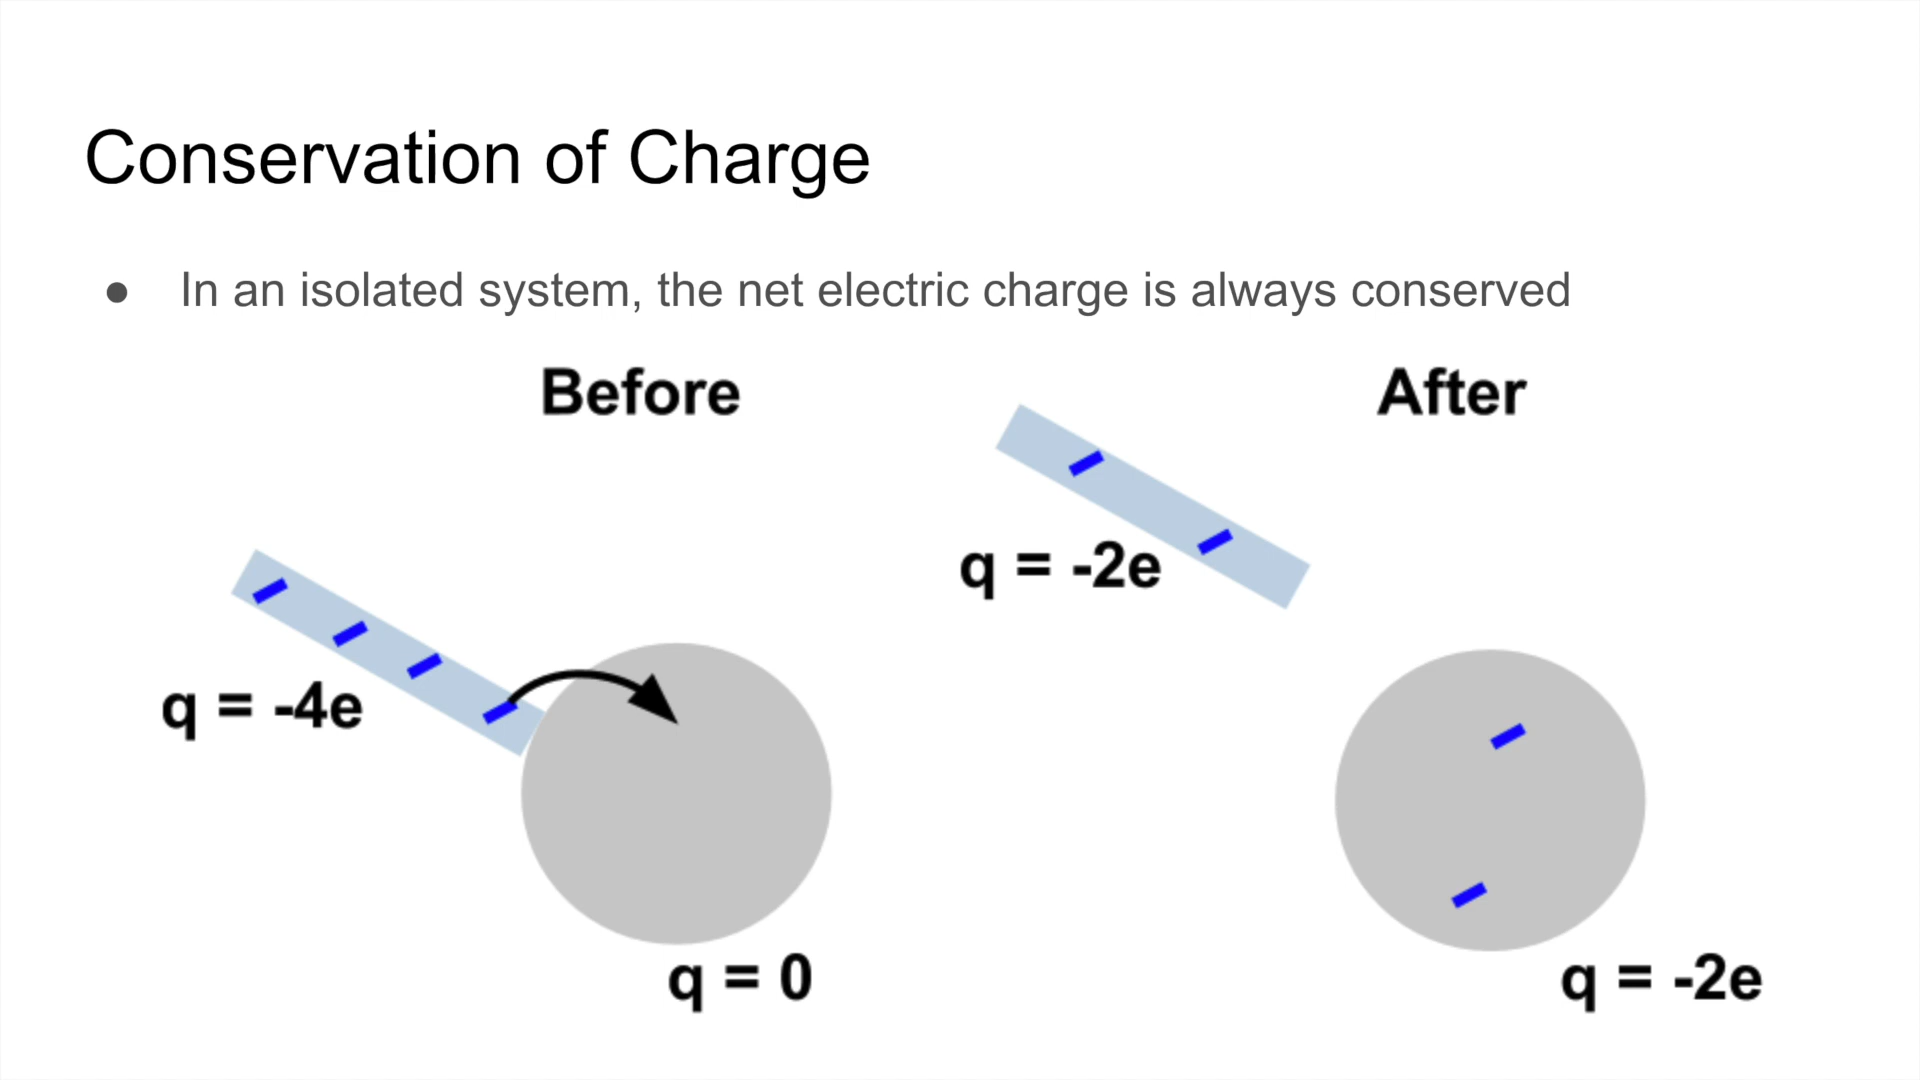 Conservation of Charge
● In an isolated system, the net electric charge is always conserved
Before
q = -4e
q = 0
After
q = -2e
q = -2e